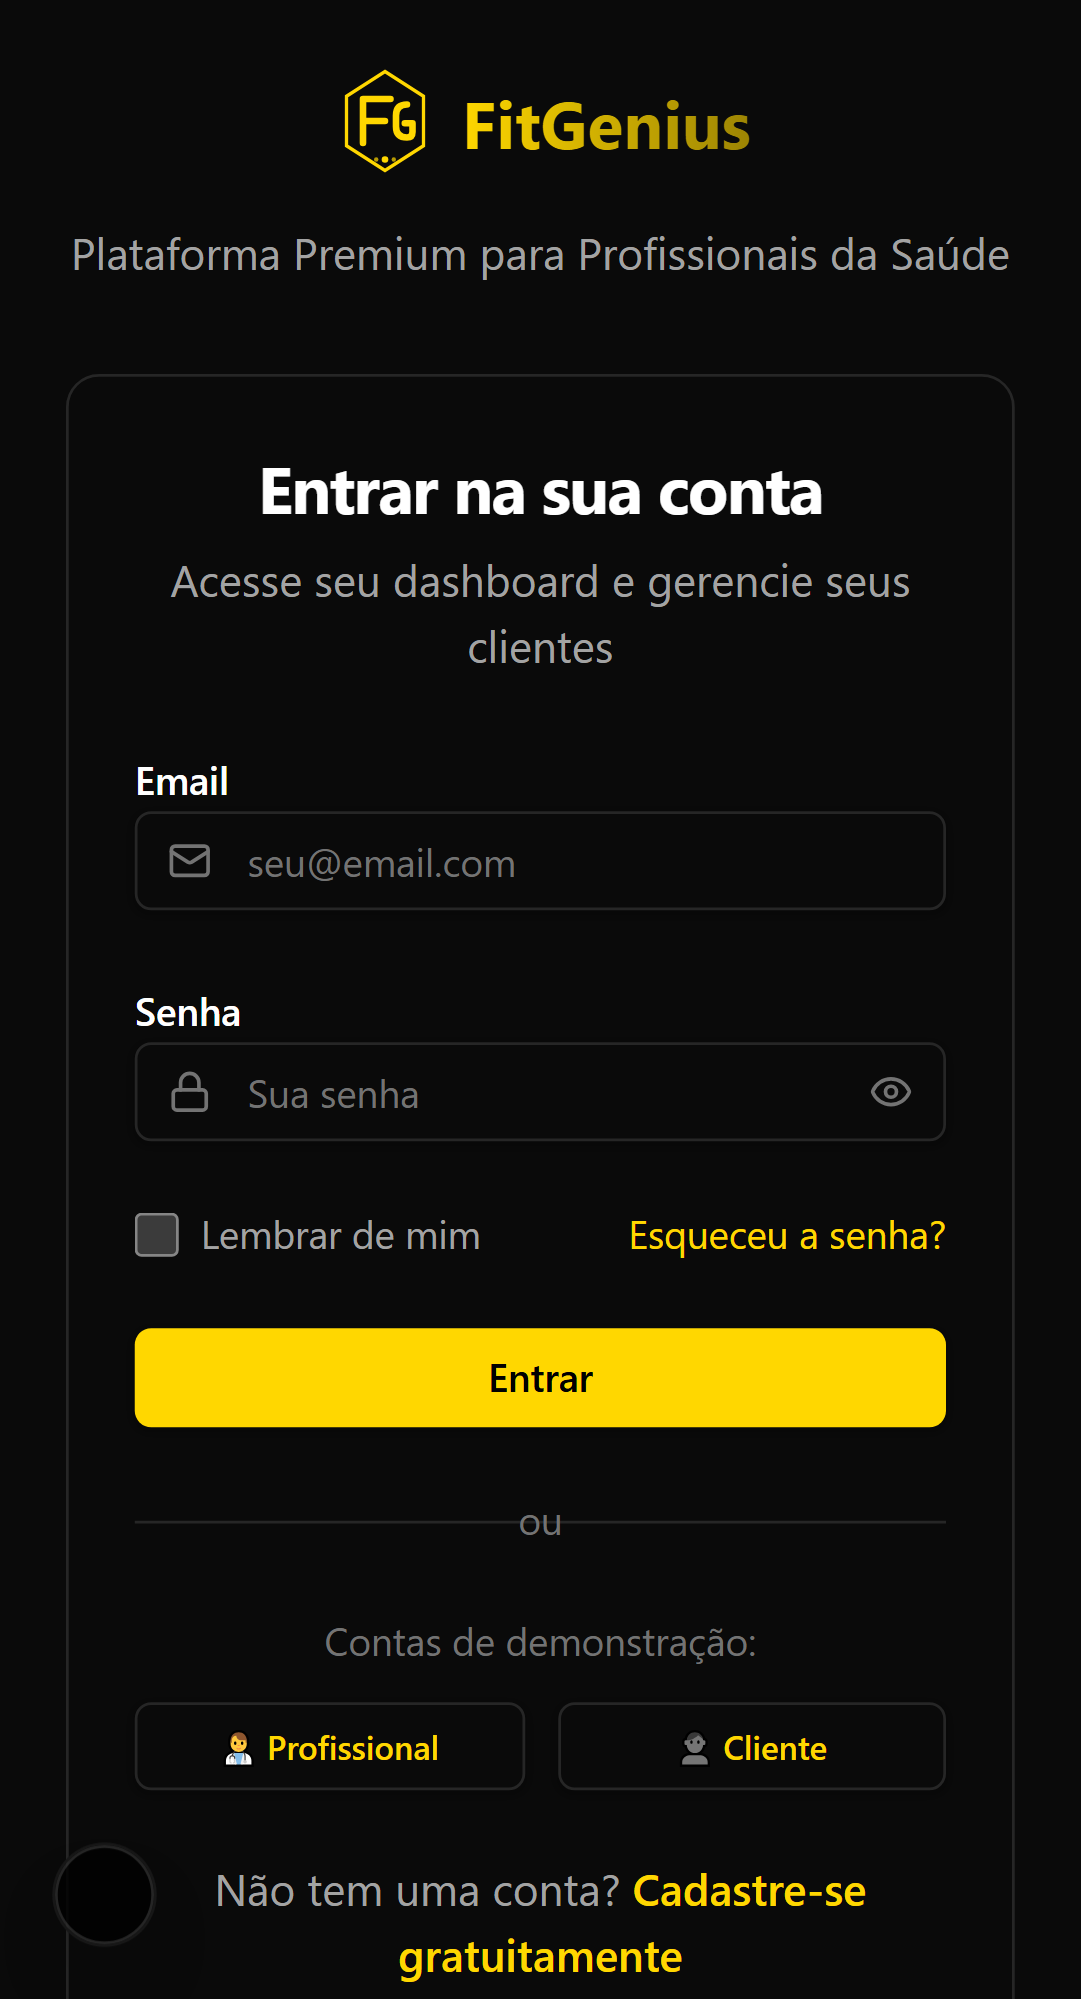 FG
FitGenius
Plataforma Premium para Profissionais da Saúde
Entrar na sua conta
Acesse seu dashboard e gerencie seus
clientes
Email
seu@email.com
Senha
Sua senha
Lembrar de mim
Esqueceu a senha?
Entrar
ou
Contas de demonstração:
Profissional
Cliente
Não tem uma conta? Cadastre-se
gratuitamente